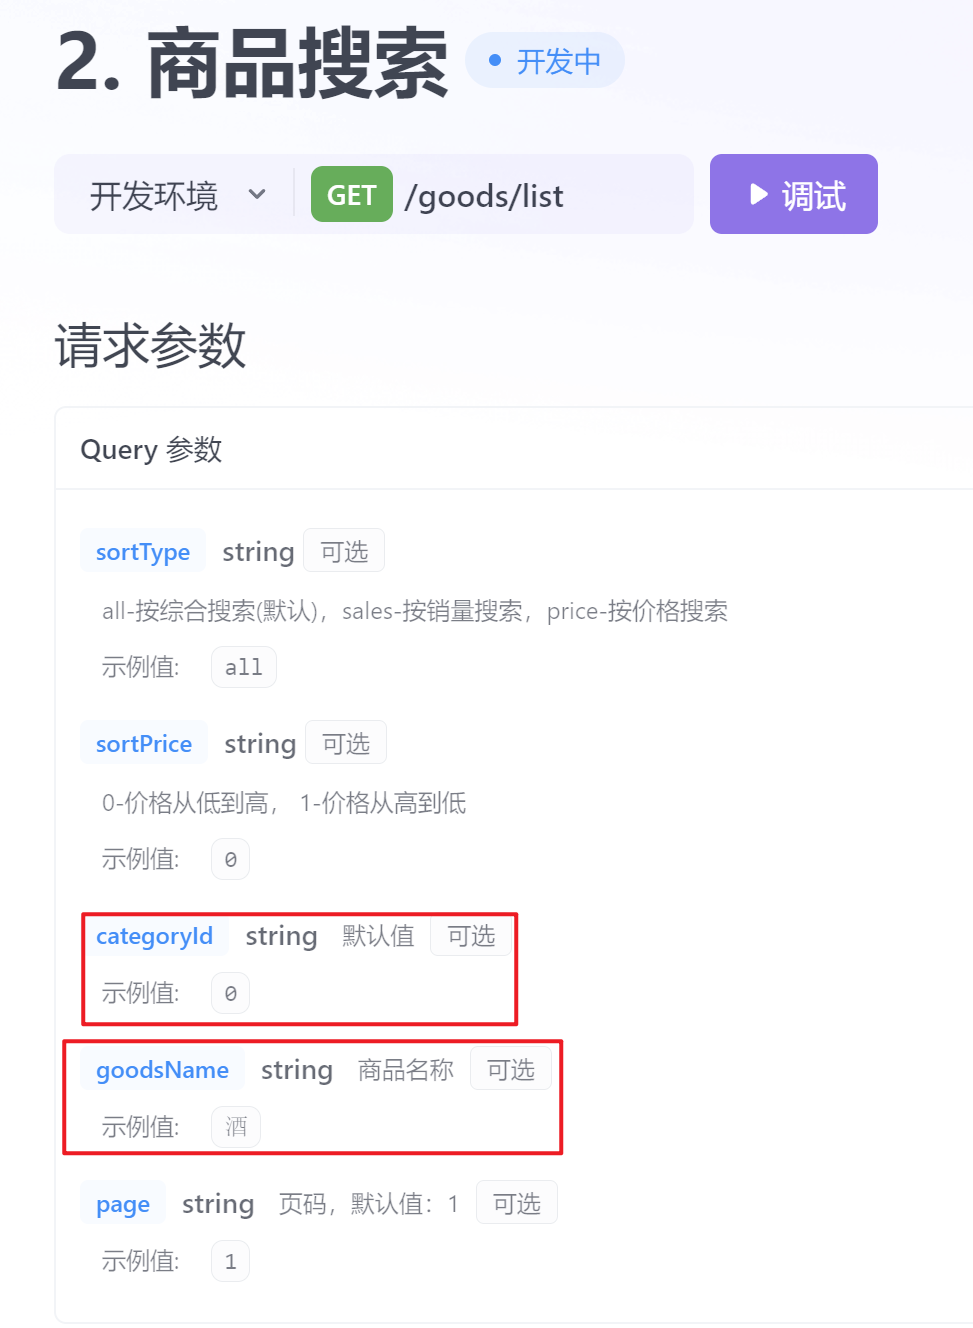 2. 商品搜索 开发中
开发环境 GET /goods/list 调试
请求参数
Query 参数
sortType string 可选
all-按综合搜索(默认)，sales-按销量搜索，price-按价格搜索
示例值: all
sortPrice string 可选
0-价格从低到高， 1-价格从高到低
示例值: 0
categoryId string 默认值 可选
示例值: 0
goodsName string 商品名称 可选
示例值: 酒
page string 页码，默认值：1 可选
示例值: 1